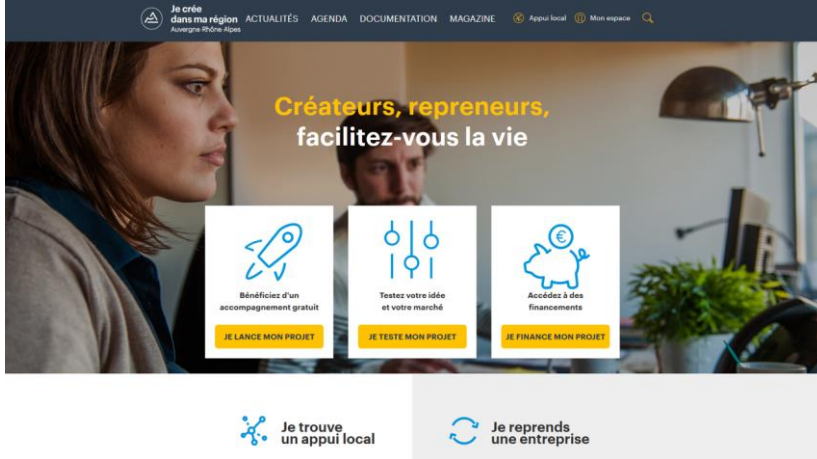 Je crée
dans ma région
Auvergne Rhône Alpes
ACTUALITÉS AGENDA DOCUMENTATION MAGAZINE Appui local Mon espace
Créateurs, repreneurs,
facilitez-vous la vie
Bénéficiez d'un
accompagnement gratuit
JE LANCE MON PROJET
Testez votre idée
et votre marché
JE TESTE MON PROJET
€
Accédez à des
financements
JE FINANCE MON PROJET
Je trouve
un appui local
Je reprends
une entreprise